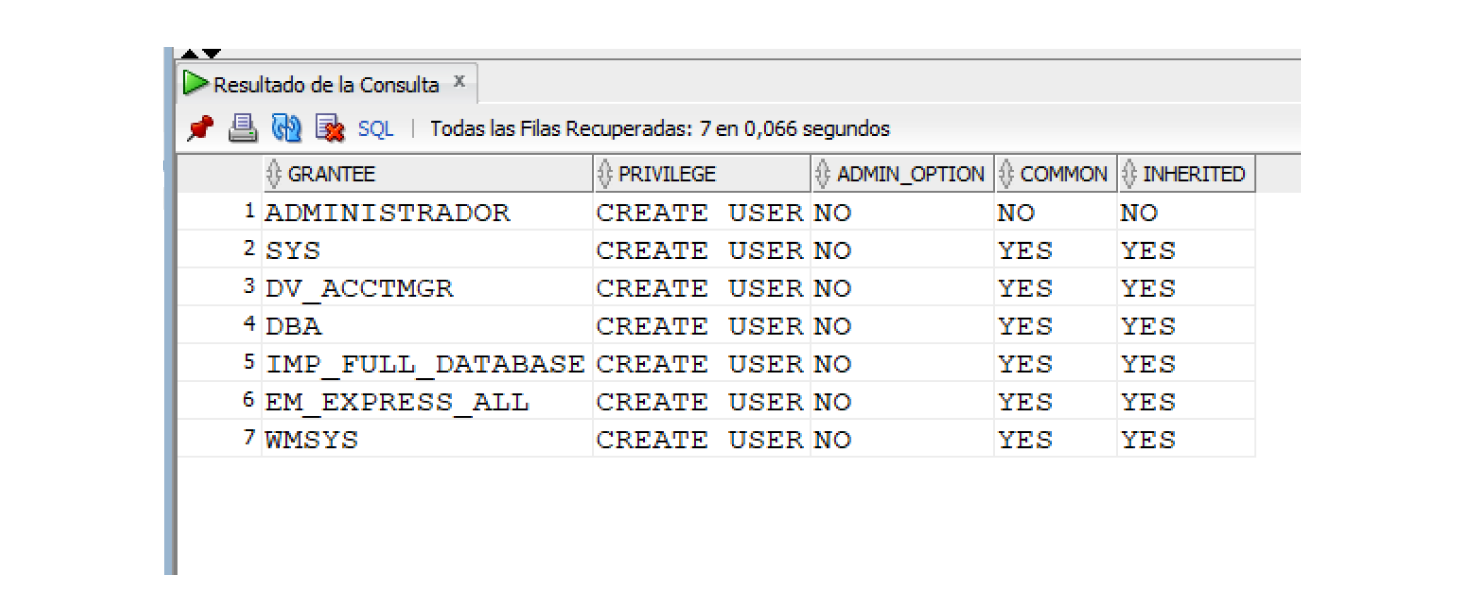 Resultado de la Consulta x
SQL | Todas las Filas Recuperadas: 7 en 0,066 segundos
GRANTEE PRIVILEGE ADMIN_OPTION COMMON INHERITED
1 ADMINISTRADOR CREATE USER NO NO NO
2 SYS CREATE USER NO YES YES
3 DV_ACCTMGR CREATE USER NO YES YES
4 DBA CREATE USER NO YES YES
5 IMP_FULL_DATABASE CREATE USER NO YES YES
6 EM_EXPRESS_ALL CREATE USER NO YES YES
7 WMSYS CREATE USER NO YES YES